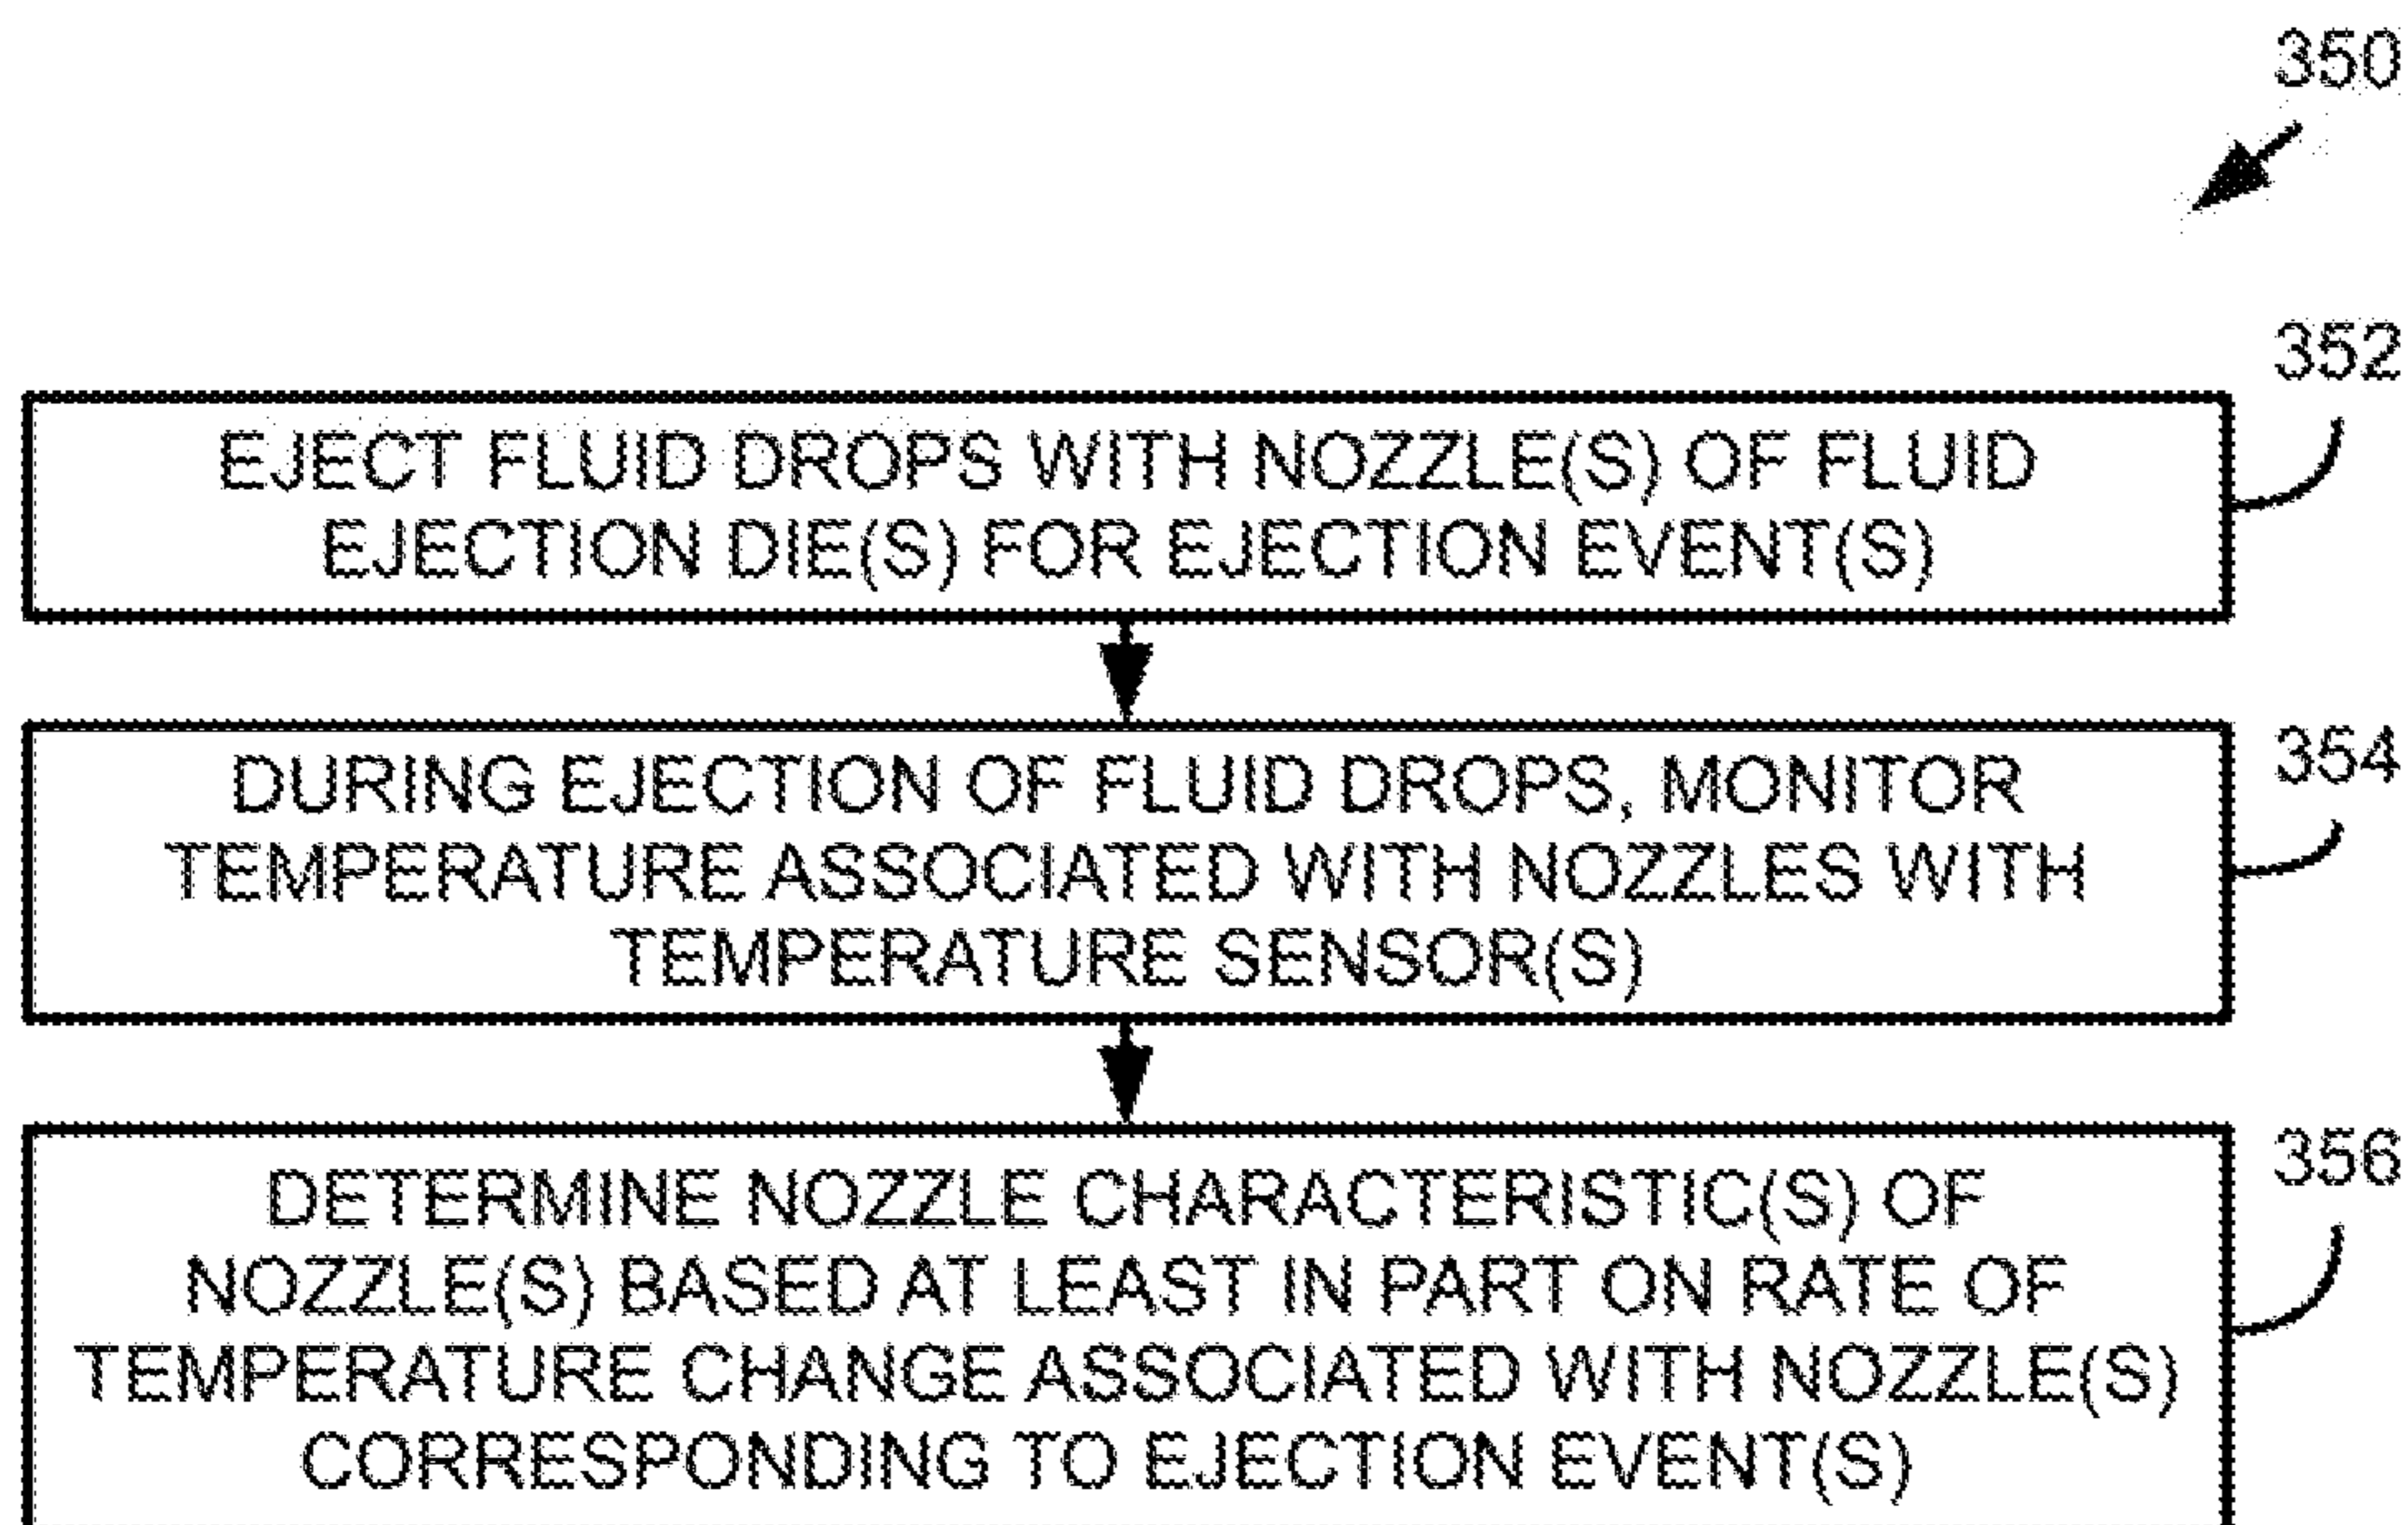 350
352
EJECT FLUID DROPS WITH NOZZLE(S) OF FLUID
EJECTION DIE(S) FOR EJECTION EVENT(S)
354
DURING EJECTION OF FLUID DROPS, MONITOR
TEMPERATURE ASSOCIATED WITH NOZZLES WITH
TEMPERATURE SENSOR(S)
356
DETERMINE NOZZLE CHARACTERISTIC(S) OF
NOZZLE(S) BASED AT LEAST IN PART ON RATE OF
TEMPERATURE CHANGE ASSOCIATED WITH NOZZLE(S)
CORRESPONDING TO EJECTION EVENT(S)